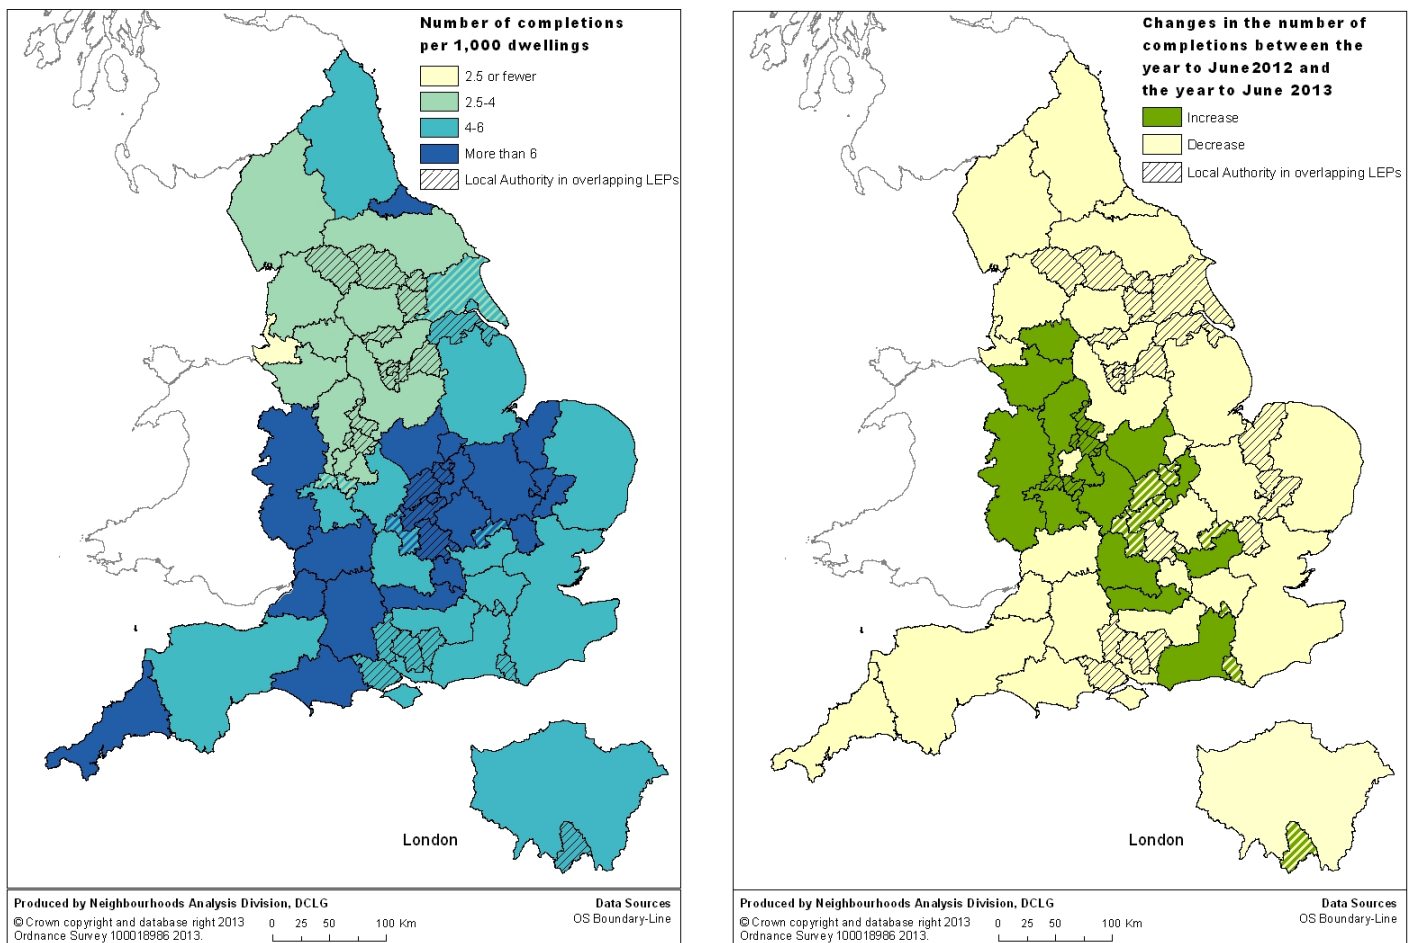 Number of completions
per 1,000 dwellings
2.5 or fewer
2.5-4
4-6
More than 6
Local Authority in overlapping LEPs
London
Produced by Neighbourhoods Analysis Division, DCLG
© Crown copyright and database right 2013
Ordnance Survey 100018986 2013.
0 25 50 100 Km
Data Sources
OS Boundary-Line
Changes in the number of
completions between the
year to June2012 and
the year to June 2013
Increase
Decrease
Local Authority in overlapping LEPs
London
Produced by Neighbourhoods Analysis Division, DCLG
© Crown copyright and database right 2013
Ordnance Survey 100018986 2013.
0 25 50 100 Km
Data Sources
OS Boundary-Line